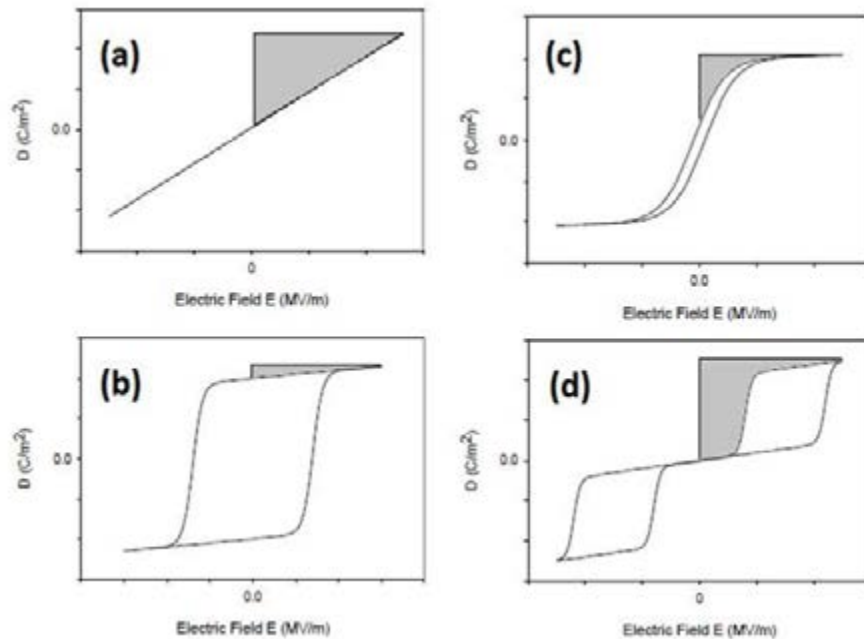 (a)
D (C/m²)
0.0
0
Electric Field E (MV/m)
(c)
D (C/m²)
0.0
0.0
Electric Field E (MV/m)
(b)
D (C/m²)
0.0
0.0
Electric Field E (MV/m)
(d)
D (C/m²)
0.0
0
Electric Field E (MV/m)